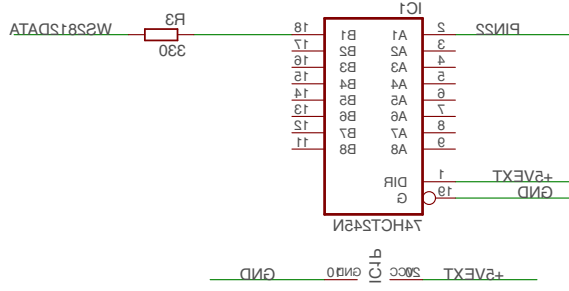 IC1
R3
WS2812DATA
330
18 B1 A1 2 PIN22
17 B2 A2 3
16 B3 A3 4
15 B4 A4 5
14 B5 A5 6
13 B6 A6 7
12 B7 A7 8
11 B8 A8 9
DIR 1 +5VEXT
G 19 GND
74HCT245N
IC1P
GND 10 GND VCC 20 +5VEXT